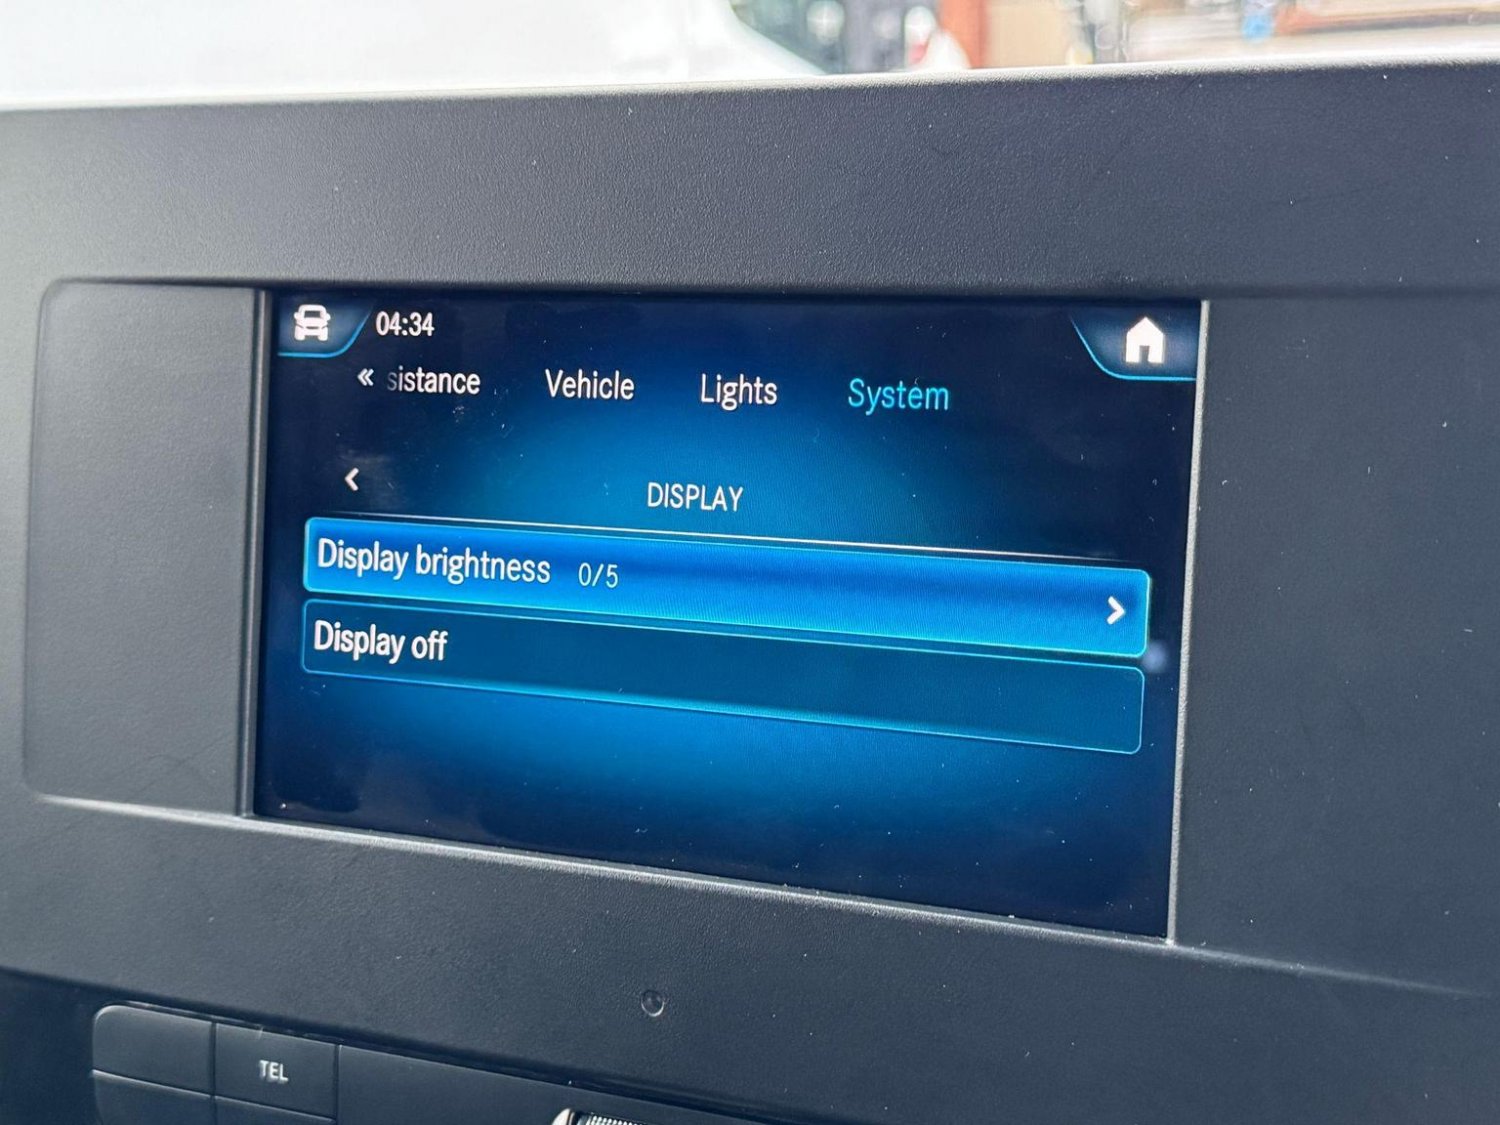 04:34
« sistance Vehicle Lights System
DISPLAY
Display brightness 0/5
Display off
TEL